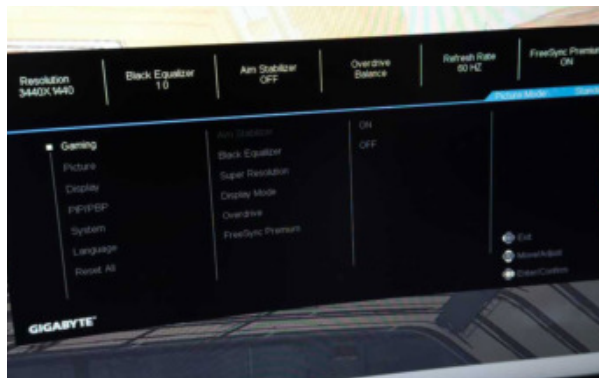 Resolution
3440X1440
Black Equalizer
10
Aim Stabilizer
OFF
Overdrive
Balance
Refresh Rate
60 HZ
FreeSync Premium
ON
Picture Mode
Gaming
Picture
Display
PIP/PBP
System
Language
Reset All
Aim Stabilizer
Black Equalizer
Super Resolution
Display Mode
Overdrive
FreeSync Premium
ON
OFF
Exit
Move/Adjust
Enter/Confirm
GIGABYTE